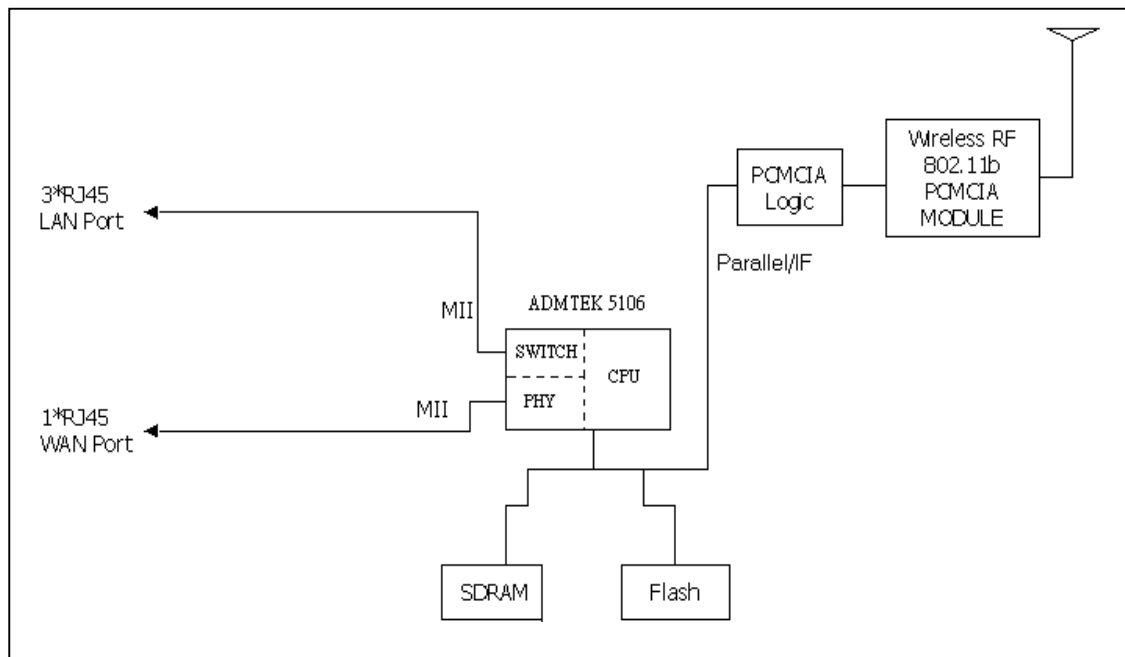 Wireless RF
802.11b
PCMCIA
MODULE
PCMCIA
Logic
3*RJ45
LAN Port
Parallel/IF
MII
ADMTEK 5106
SWITCH
CPU
PHY
MII
1*RJ45
WAN Port
SDRAM
Flash